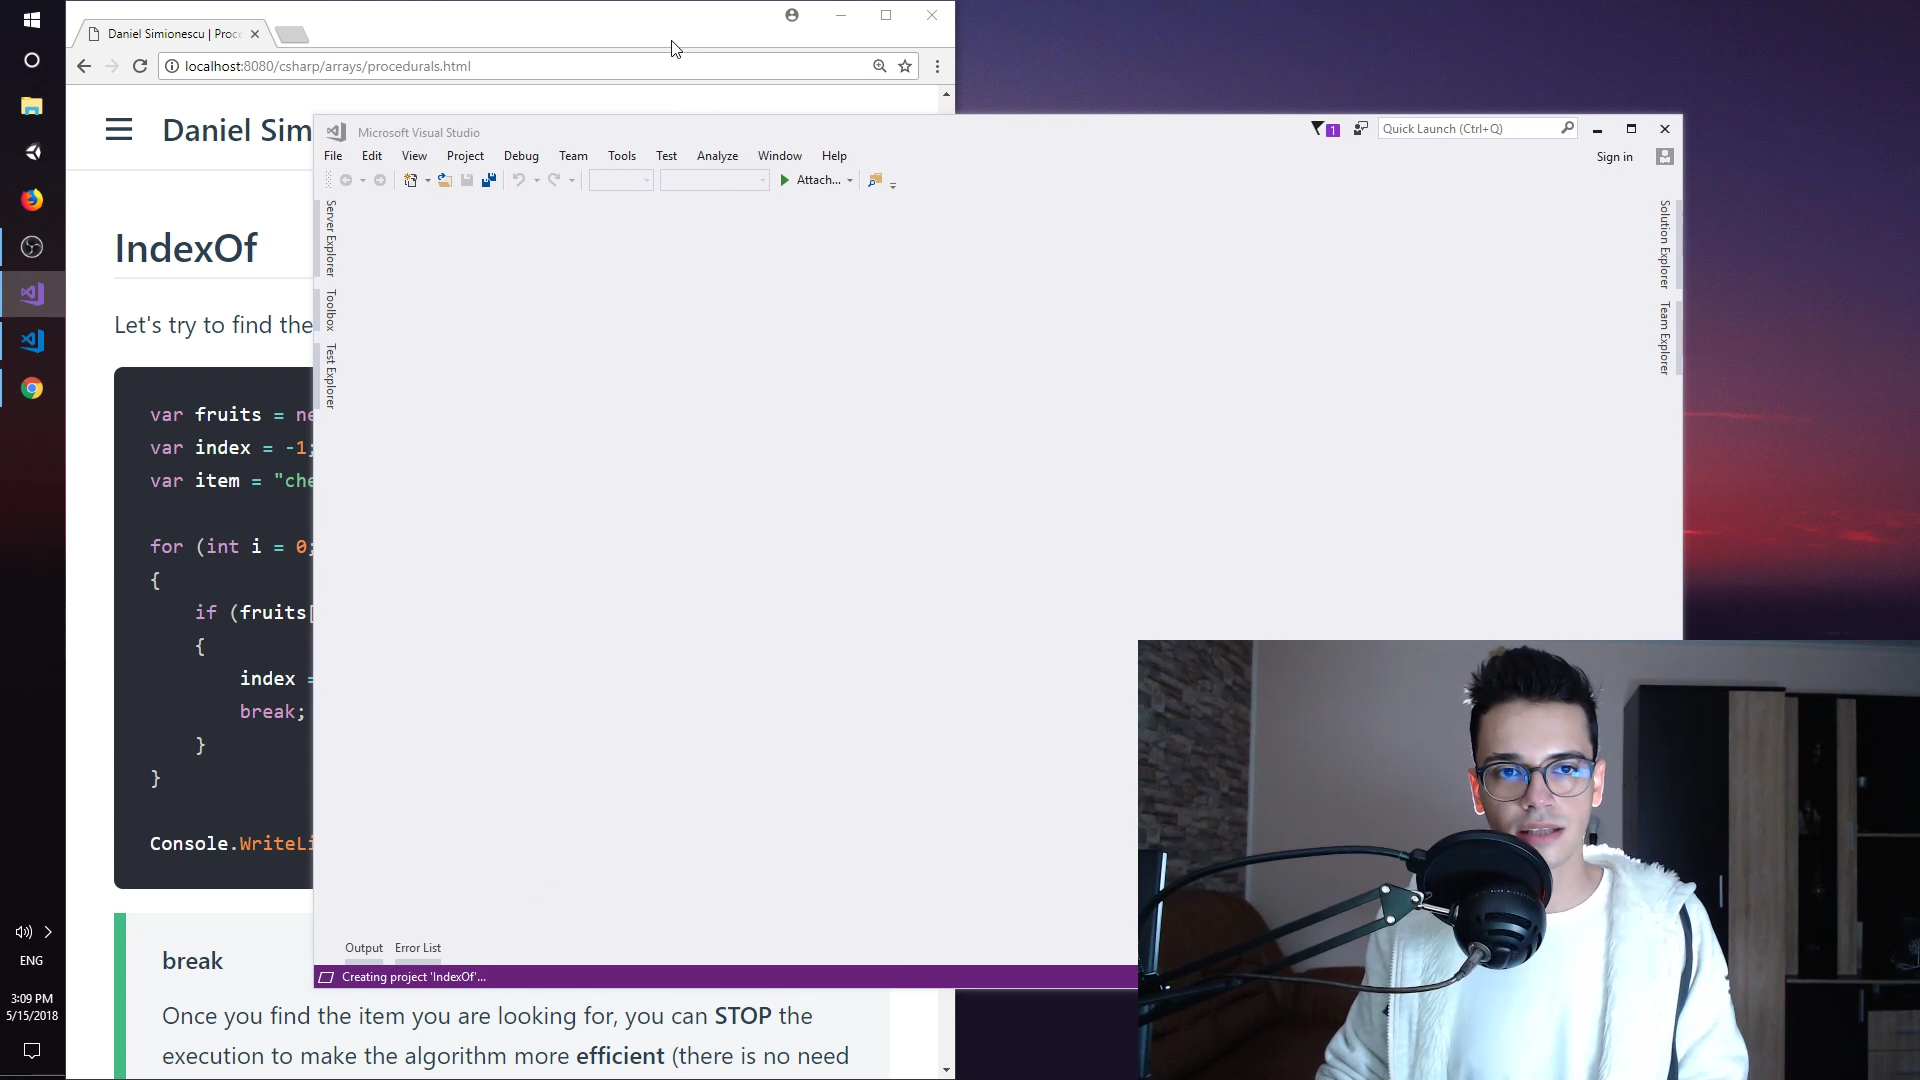 Daniel Simionescu | Proc
localhost:8080/csharp/arrays/procedurals.html
Daniel Sim
IndexOf
Let's try to find the
var fruits = ne
var index = -1;
var item = "che
for (int i = 0;
{
if (fruits[
{
index =
break;
}
}
Console.WriteLi
break
Once you find the item you are looking for, you can STOP the
execution to make the algorithm more efficient (there is no need
Microsoft Visual Studio
1
Quick Launch (Ctrl+Q)
File Edit View Project Debug Team Tools Test Analyze Window Help
Sign in
Attach...
Server Explorer
Toolbox
Test Explorer
Solution Explorer
Team Explorer
Output Error List
Creating project 'IndexOf'...
ENG
3:09 PM
5/15/2018